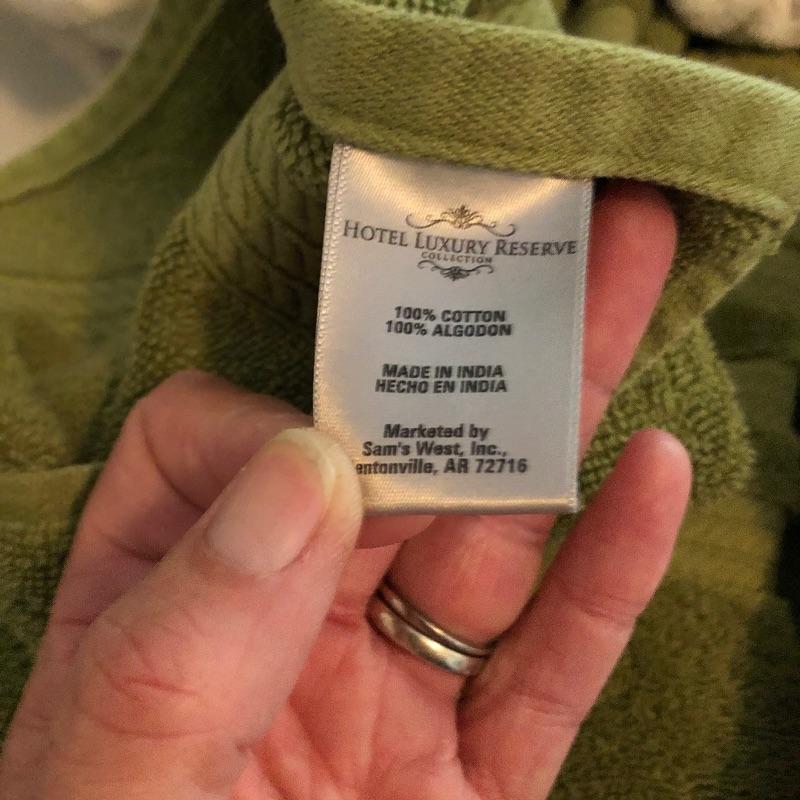 HOTEL LUXURY RESERVE
COLLECTION
100% COTTON
100% ALGODON
MADE IN INDIA
HECHO EN INDIA
Marketed by
Sam's West, Inc.,
entonville, AR 72716